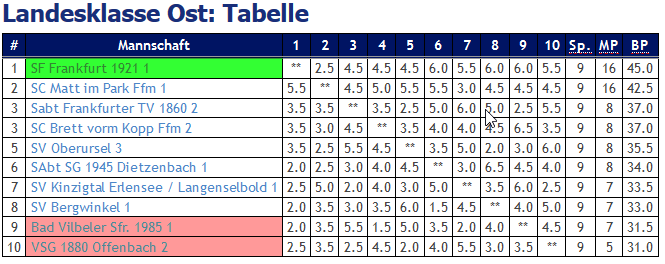 Landesklasse Ost: Tabelle
# Mannschaft 1 2 3 4 5 6 7 8 9 10 Sp. MP BP
1 SF Frankfurt 1921 1 ** 2.5 4.5 4.5 4.5 6.0 5.5 6.0 6.0 5.5 9 16 45.0
2 SC Matt im Park Ffm 1 5.5 ** 4.5 5.0 5.5 5.5 3.0 4.5 4.5 4.5 9 16 42.5
3 Sabt Frankfurter TV 1860 2 3.5 3.5 ** 3.5 2.5 5.0 6.0 5.0 2.5 5.5 9 8 37.0
3 SC Brett vorm Kopp Ffm 2 3.5 3.0 4.5 ** 3.5 4.0 4.0 4.5 6.5 3.5 9 8 37.0
5 SV Oberursel 3 3.5 2.5 5.5 4.5 ** 3.5 5.0 2.0 3.0 6.0 9 8 35.5
6 SAbt SG 1945 Dietzenbach 1 2.0 2.5 3.0 4.0 4.5 ** 3.0 6.5 4.5 4.0 9 8 34.0
7 SV Kinzigtal Erlensee / Langenselbold 1 2.5 5.0 2.0 4.0 3.0 5.0 ** 3.5 6.0 2.5 9 7 33.5
8 SV Bergwinkel 1 2.0 3.5 3.0 3.5 6.0 1.5 4.5 ** 4.0 5.0 9 7 33.0
9 Bad Vilbeler Sfr. 1985 1 2.0 3.5 5.5 1.5 5.0 3.5 2.0 4.0 ** 4.5 9 7 31.5
10 VSG 1880 Offenbach 2 2.5 3.5 2.5 4.5 2.0 4.0 5.5 3.0 3.5 ** 9 5 31.0